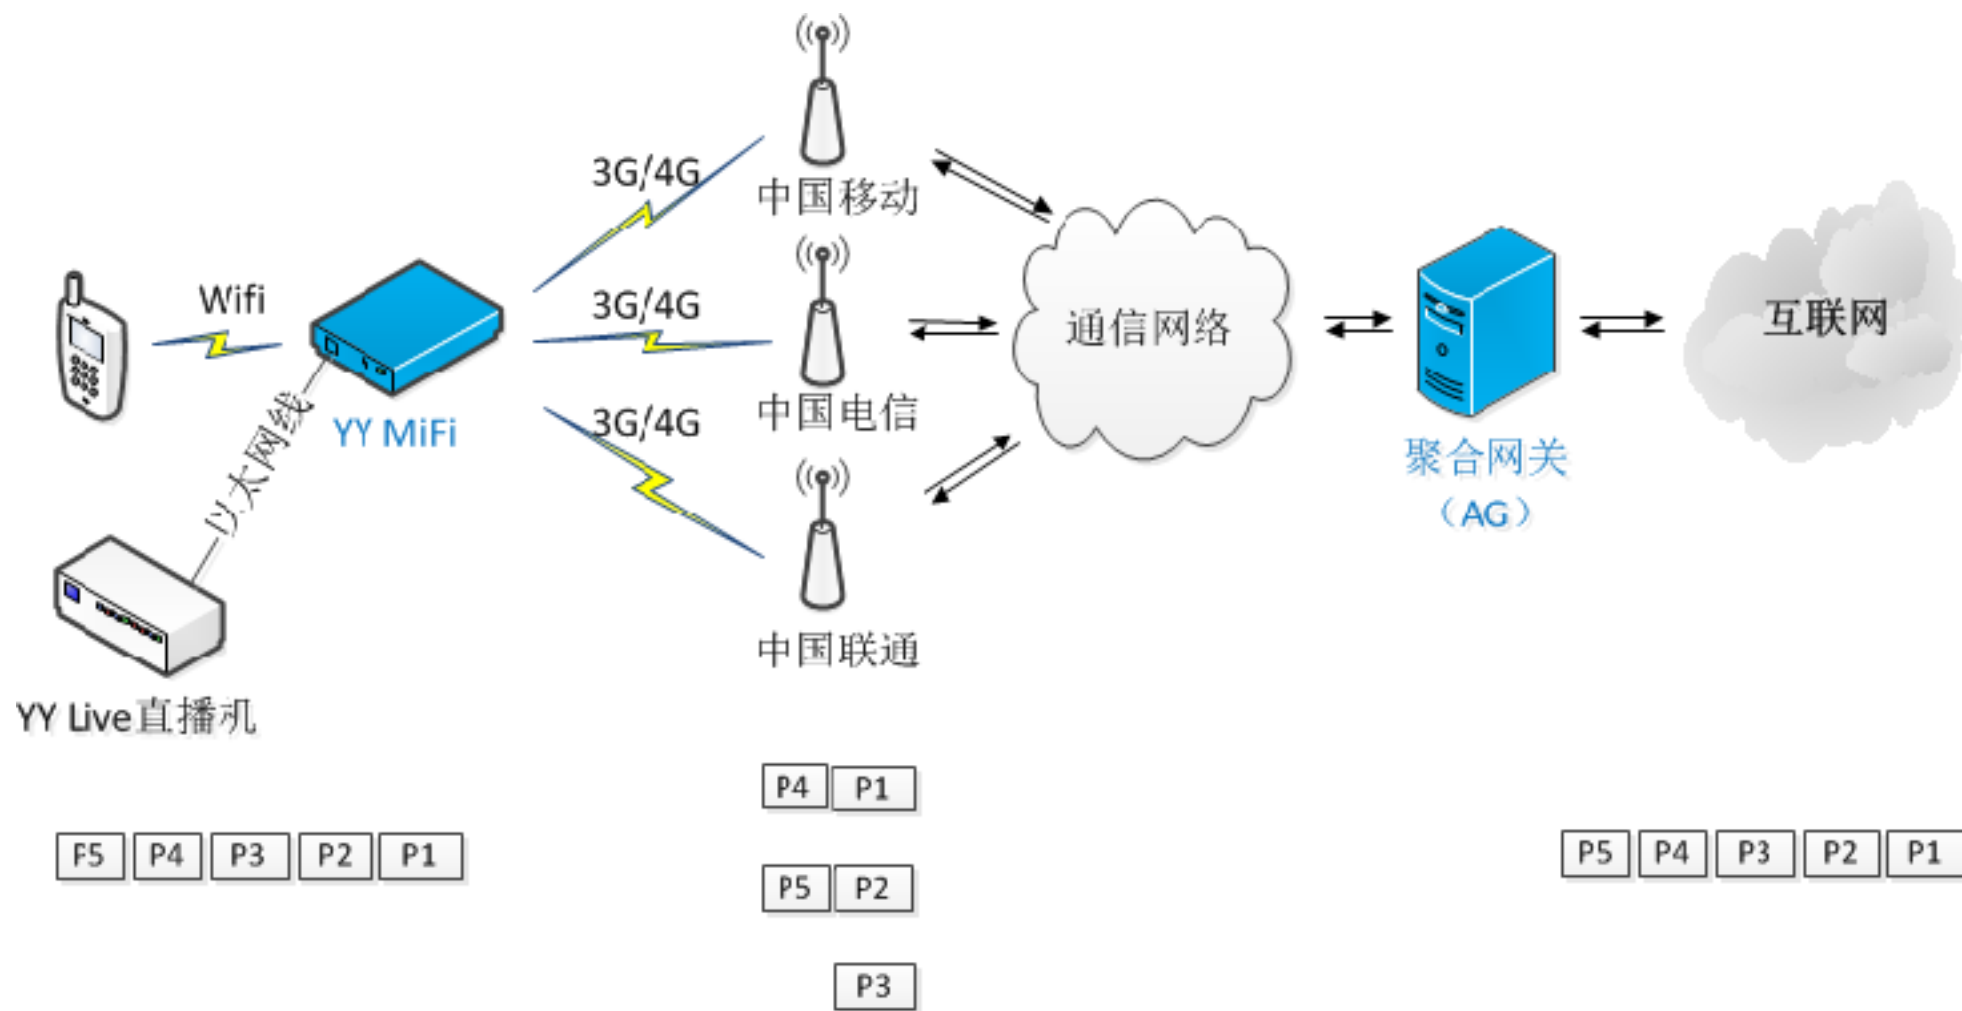 3G/4G
中国移动
Wifi
3G/4G
通信网络
互联网
以太网线
YY MiFi
3G/4G
中国电信
聚合网关
（AG）
中国联通
YY Live直播机
P4 P1
F5 P4 P3 P2 P1
P5 P2
P5 P4 P3 P2 P1
P3